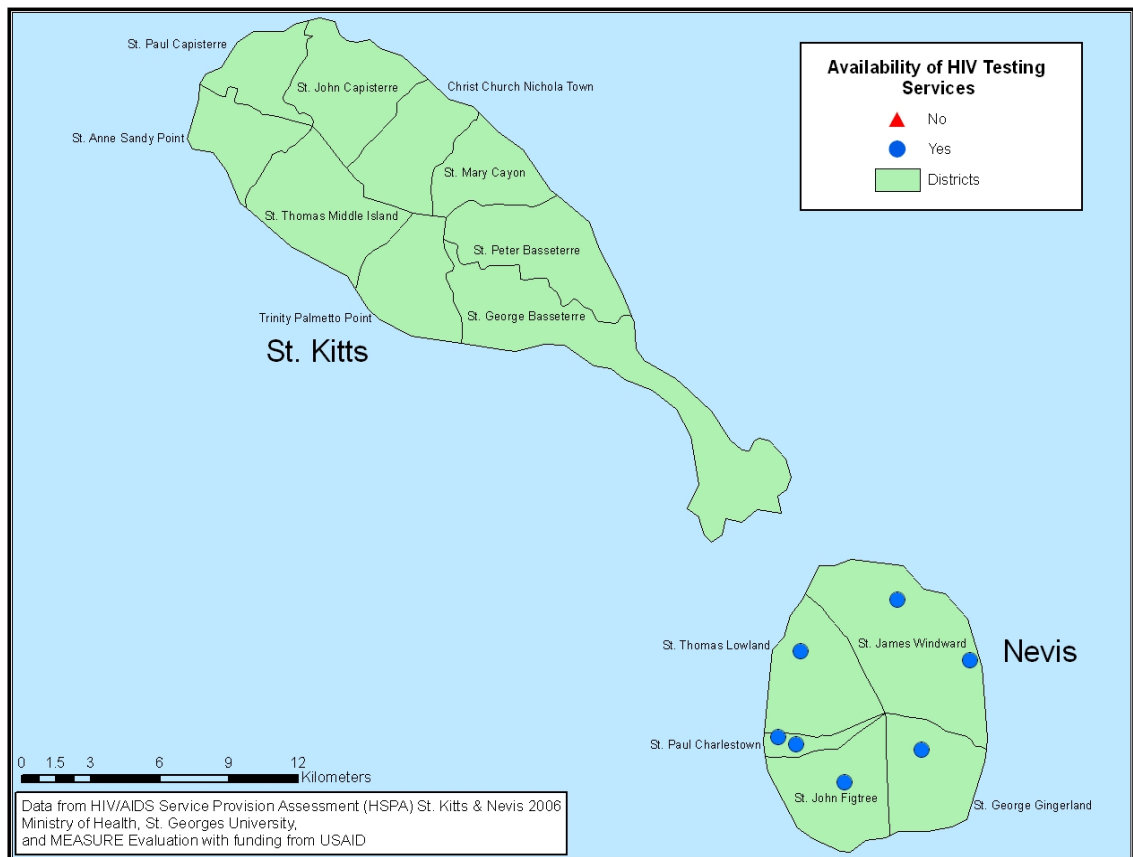 St. Paul Capisterre
St. John Capisterre
Christ Church Nichola Town
St. Anne Sandy Point
St. Mary Cayon
St. Thomas Middle Island
St. Peter Basseterre
Trinity Palmetto Point
St. George Basseterre
St. Kitts
Availability of HIV Testing
Services
No
Yes
Districts
St. Thomas Lowland
St. James Windward
Nevis
St. Paul Charlestown
St. John Figtree
St. George Gingerland
0 1.5 3 6 9 12
Kilometers
Data from HIV/AIDS Service Provision Assessment (HSPA) St. Kitts & Nevis 2006
Ministry of Health, St. Georges University,
and MEASURE Evaluation with funding from USAID